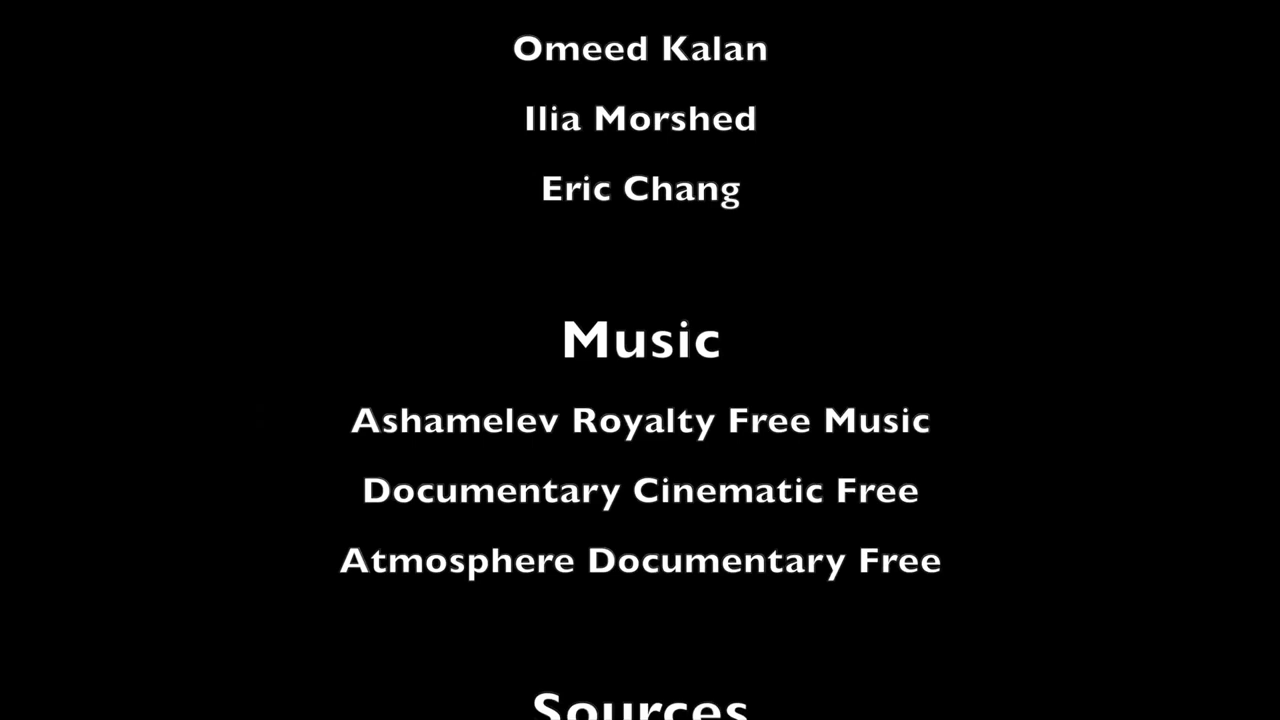 Omeed Kalan
Ilia Morshed
Eric Chang
Music
Ashamelev Royalty Free Music
Documentary Cinematic Free
Atmosphere Documentary Free
Sources